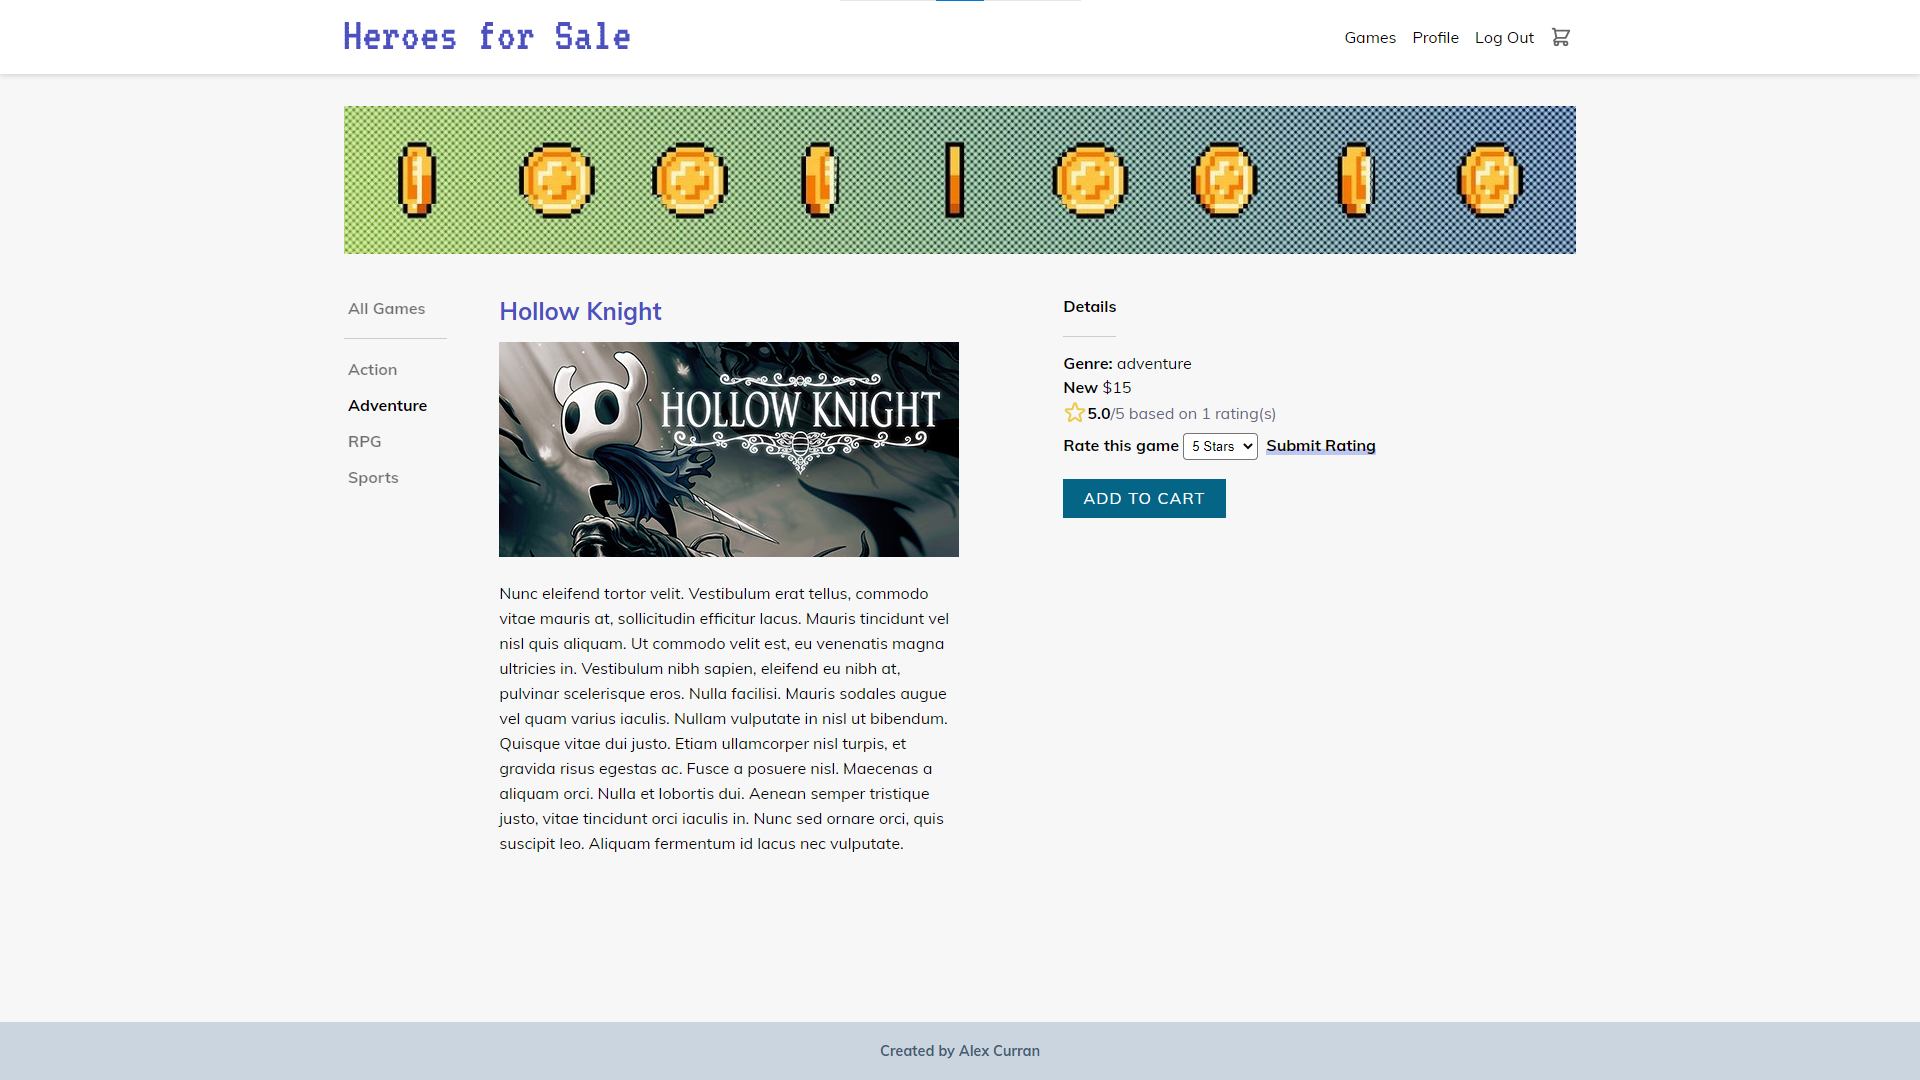 Heroes for Sale
Games
Profile
Log Out
All Games
Action
Adventure
RPG
Sports
Hollow Knight
HOLLOW KNIGHT
Nunc eleifend tortor velit. Vestibulum erat tellus, commodo
vitae mauris at, sollicitudin efficitur lacus. Mauris tincidunt vel
nisl quis aliquam. Ut commodo velit est, eu venenatis magna
ultricies in. Vestibulum nibh sapien, eleifend eu nibh at,
pulvinar scelerisque eros. Nulla facilisi. Mauris sodales augue
vel quam varius iaculis. Nullam vulputate in nisl ut bibendum.
Quisque vitae dui justo. Etiam ullamcorper nisl turpis, et
gravida risus egestas ac. Fusce a posuere nisl. Maecenas a
aliquam orci. Nulla et lobortis dui. Aenean semper tristique
justo, vitae tincidunt orci iaculis in. Nunc sed ornare orci, quis
suscipit leo. Aliquam fermentum id lacus nec vulputate.
Details
Genre: adventure
New $15
5.0/5 based on 1 rating(s)
Rate this game 5 Stars Submit Rating
ADD TO CART
Created by Alex Curran